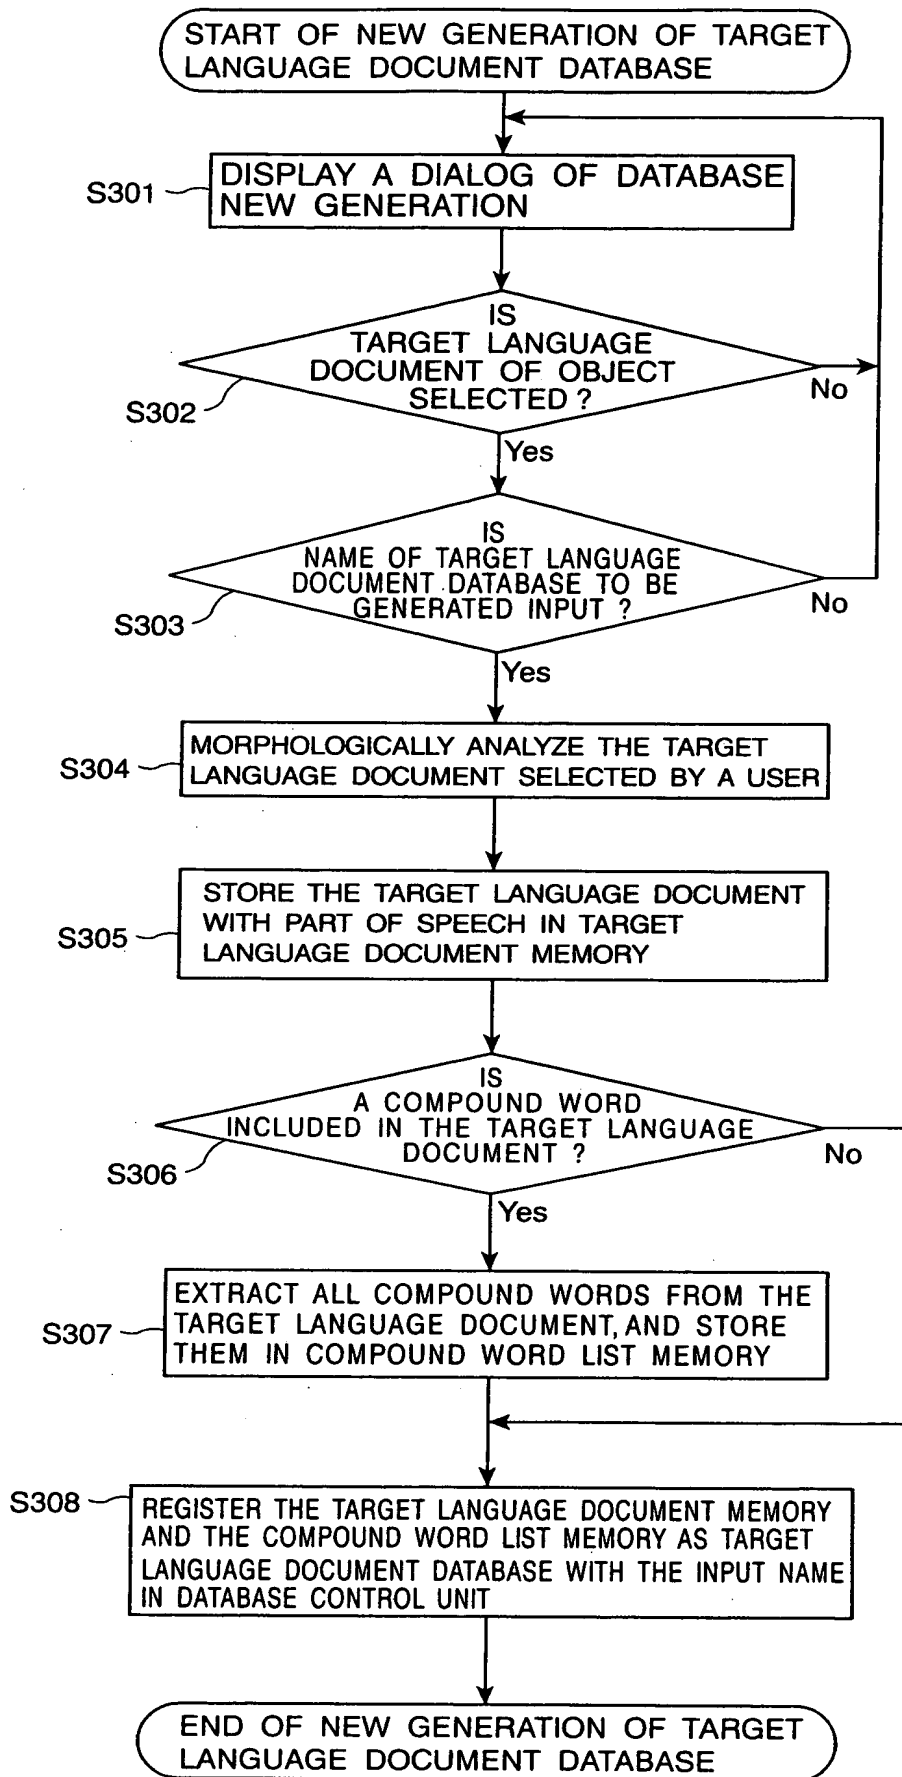 START OF NEW GENERATION OF TARGET
LANGUAGE DOCUMENT DATABASE
S301
DISPLAY A DIALOG OF DATABASE
NEW GENERATION
IS
TARGET LANGUAGE
DOCUMENT OF OBJECT
SELECTED ?
S302
No
Yes
IS
NAME OF TARGET LANGUAGE
DOCUMENT DATABASE TO BE
GENERATED INPUT ?
S303
No
Yes
S304
MORPHOLOGICALLY ANALYZE THE TARGET
LANGUAGE DOCUMENT SELECTED BY A USER
S305
STORE THE TARGET LANGUAGE DOCUMENT
WITH PART OF SPEECH IN TARGET
LANGUAGE DOCUMENT MEMORY
IS
A COMPOUND WORD
INCLUDED IN THE TARGET LANGUAGE
DOCUMENT ?
S306
No
Yes
S307
EXTRACT ALL COMPOUND WORDS FROM THE
TARGET LANGUAGE DOCUMENT, AND STORE
THEM IN COMPOUND WORD LIST MEMORY
S308
REGISTER THE TARGET LANGUAGE DOCUMENT MEMORY
AND THE COMPOUND WORD LIST MEMORY AS TARGET
LANGUAGE DOCUMENT DATABASE WITH THE INPUT NAME
IN DATABASE CONTROL UNIT
END OF NEW GENERATION OF TARGET
LANGUAGE DOCUMENT DATABASE